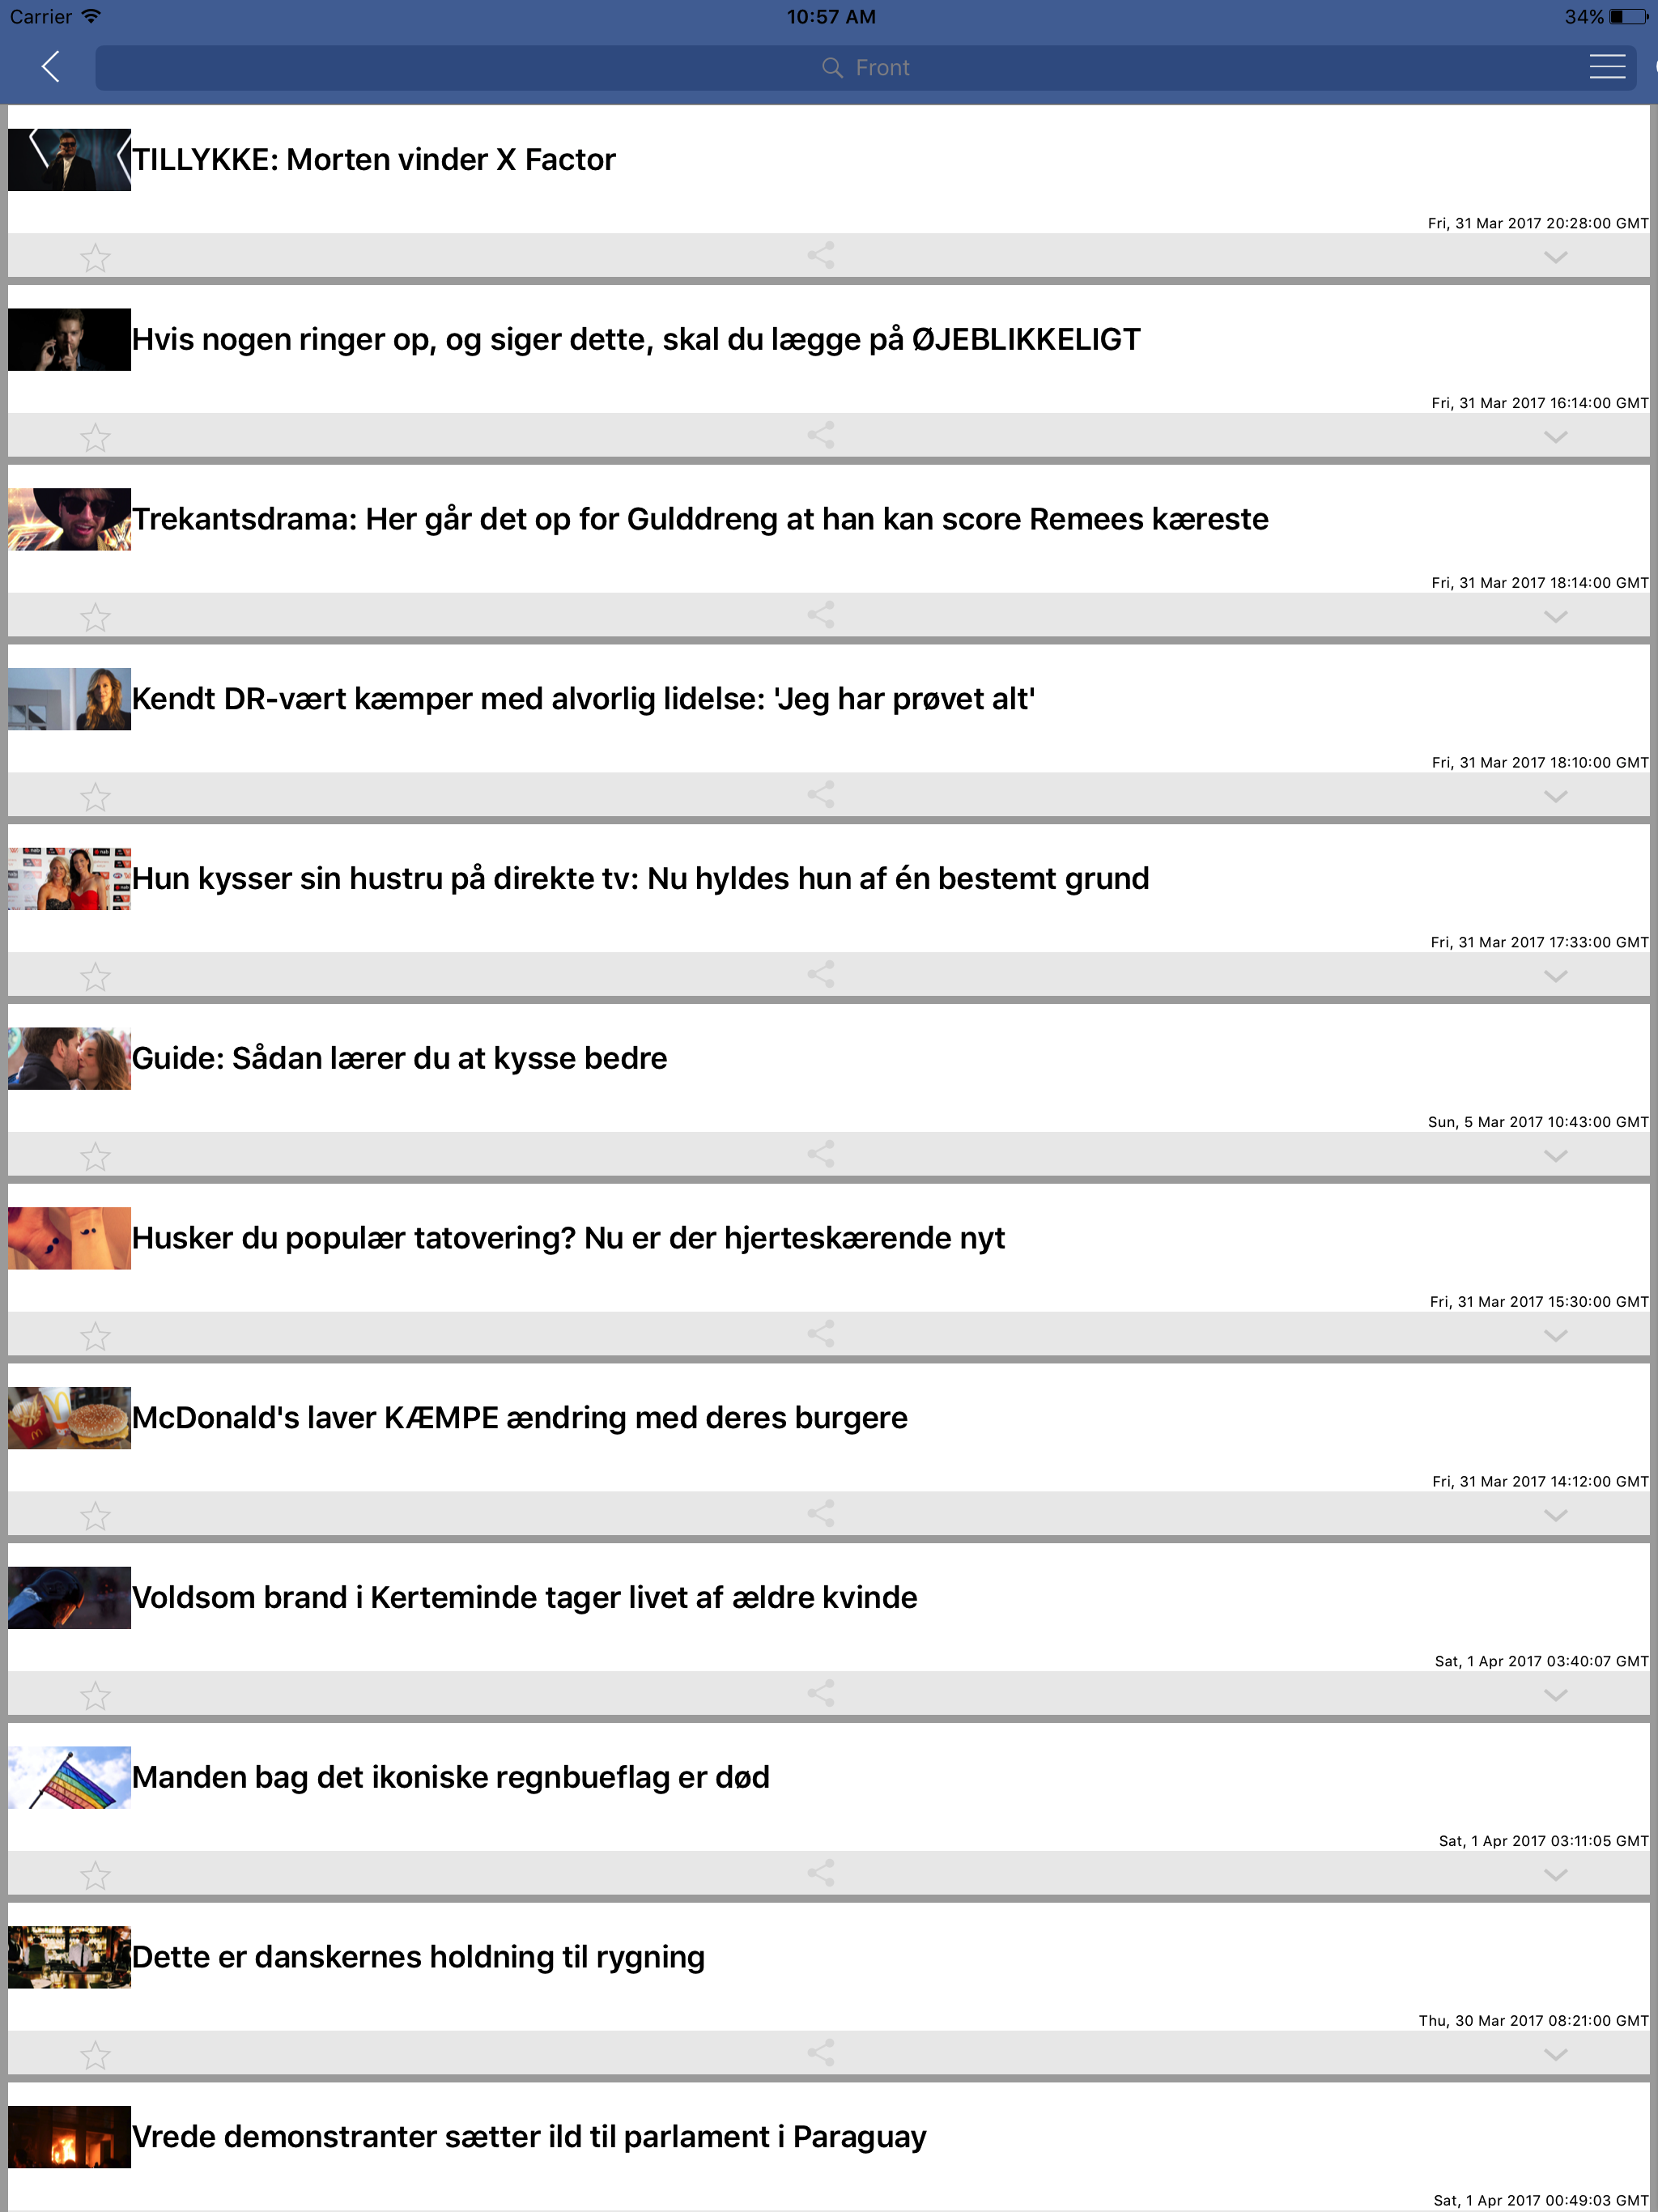 Carrier
10:57 AM
34%
Front
TILLYKKE: Morten vinder X Factor
Fri, 31 Mar 2017 20:28:00 GMT
Hvis nogen ringer op, og siger dette, skal du lægge på ØJEBLIKKELIGT
Fri, 31 Mar 2017 16:14:00 GMT
Trekantsdrama: Her går det op for Gulddreng at han kan score Remees kæreste
Fri, 31 Mar 2017 18:14:00 GMT
Kendt DR-vært kæmper med alvorlig lidelse: 'Jeg har prøvet alt'
Fri, 31 Mar 2017 18:10:00 GMT
Hun kysser sin hustru på direkte tv: Nu hyldes hun af én bestemt grund
Fri, 31 Mar 2017 17:33:00 GMT
Guide: Sådan lærer du at kysse bedre
Sun, 5 Mar 2017 10:43:00 GMT
Husker du populær tatovering? Nu er der hjerteskærende nyt
Fri, 31 Mar 2017 15:30:00 GMT
McDonald's laver KÆMPE ændring med deres burgere
Fri, 31 Mar 2017 14:12:00 GMT
Voldsom brand i Kerteminde tager livet af ældre kvinde
Sat, 1 Apr 2017 03:40:07 GMT
Manden bag det ikoniske regnbueflag er død
Sat, 1 Apr 2017 03:11:05 GMT
Dette er danskernes holdning til rygning
Thu, 30 Mar 2017 08:21:00 GMT
Vrede demonstranter sætter ild til parlament i Paraguay
Sat, 1 Apr 2017 00:49:03 GMT